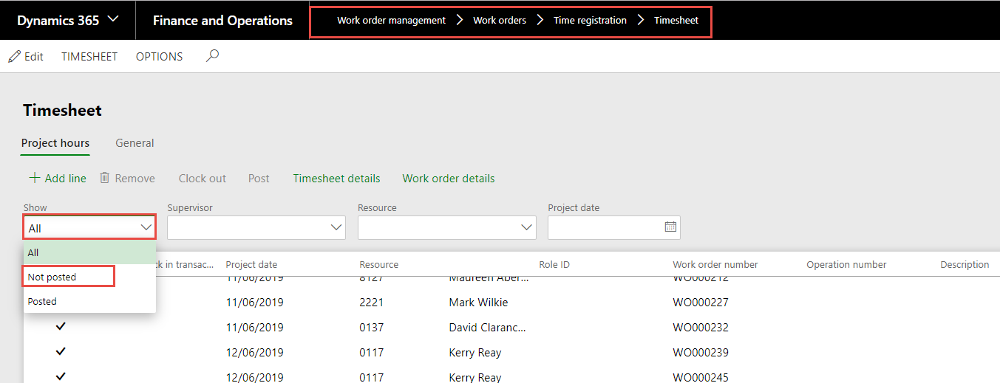 Dynamics 365 Finance and Operations Work order management Work orders Time registration Timesheet
Edit TIMESHEET OPTIONS
Timesheet
Project hours General
Add line Remove Clock out Post Timesheet details Work order details
Show Supervisor Resource Project date
All
All
ck in transac... Project date Resource Role ID Work order number Operation number Description
Not posted 11/06/2019 8127 Maureen Aber... WO000212
Posted 11/06/2019 2221 Mark Wilkie WO000227
11/06/2019 0137 David Claranc... WO000232
12/06/2019 0117 Kerry Reay WO000239
12/06/2019 0117 Kerry Reay WO000245